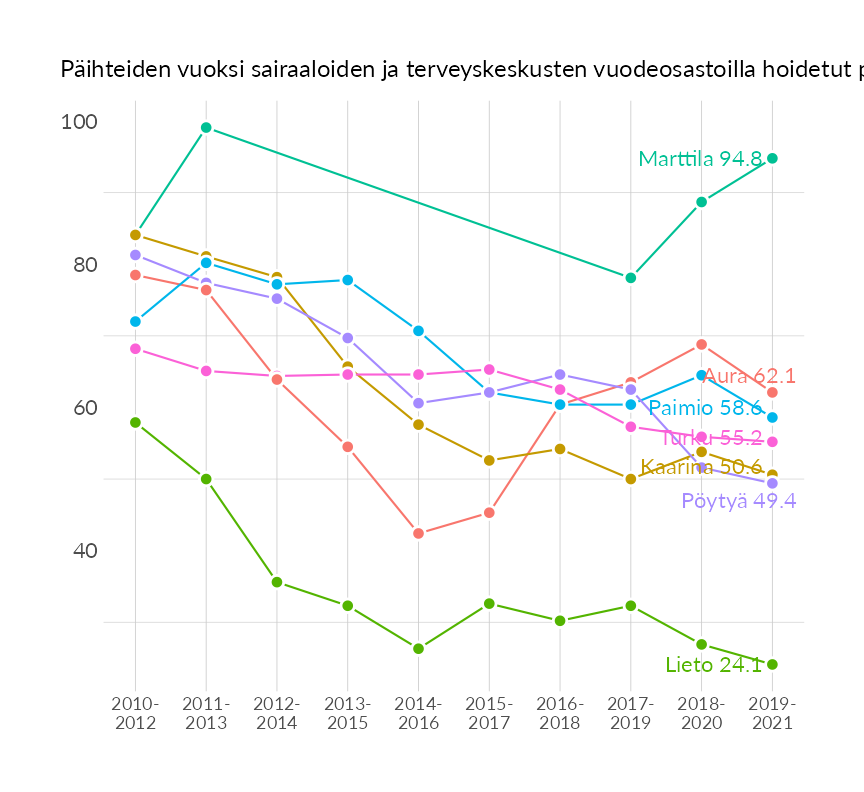 Päihteiden vuoksi sairaaloiden ja terveyskeskusten vuodeosastoilla hoidetut
100
80
60
40
Marttila 94.8
Aura 62.1
Paimio 58.6
Turku 55.2
Kaarina 50.6
Pöytyä 49.4
Lieto 24.1
2010- 2011- 2012- 2013- 2014- 2015- 2016- 2017- 2018- 2019-
2012 2013 2014 2015 2016 2017 2018 2019 2020 2021